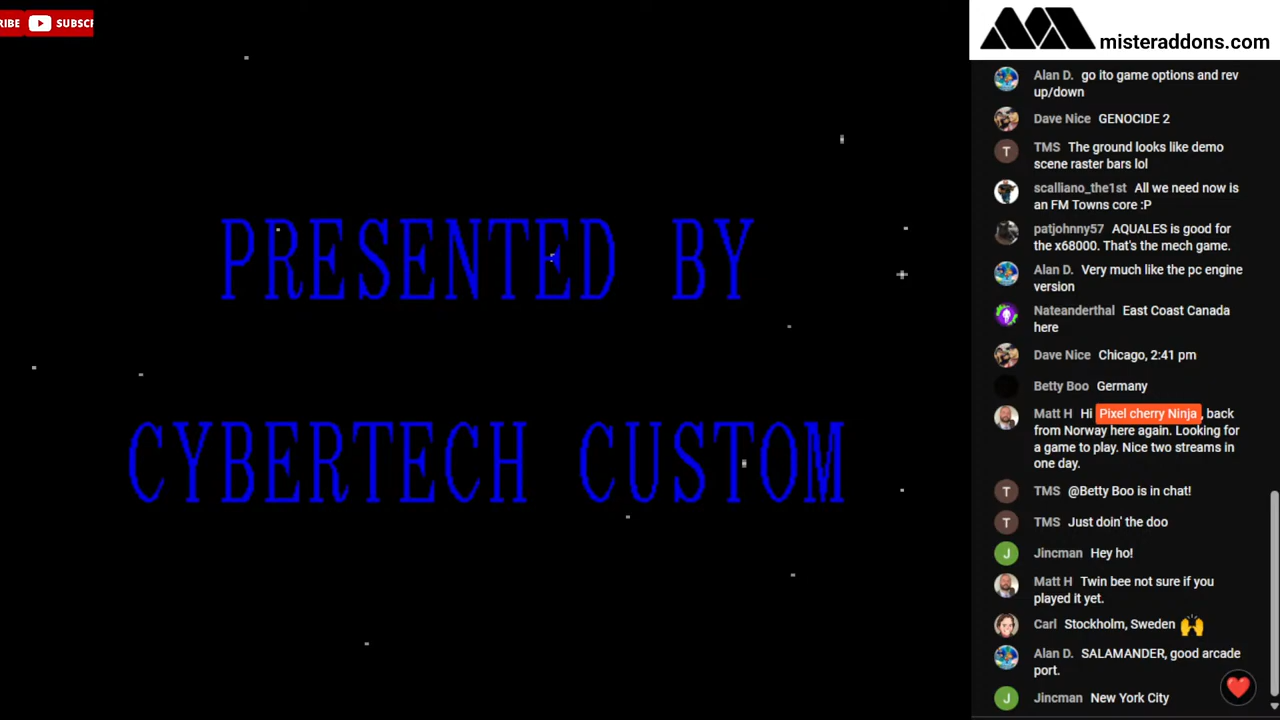 RIBE
SUBSCR
PRESENTED BY
CYBERTECH CUSTOM
misteraddons.com
Alan D. go ito game options and rev
up/down
Dave Nice GENOCIDE 2
T
TMS The ground looks like demo
scene raster bars lol
scalliano_the1st All we need now is
an FM Towns core :P
patjohnny57 AQUALES is good for
the x68000. That's the mech game.
Alan D. Very much like the pc engine
version
Nateanderthal East Coast Canada
here
Dave Nice Chicago, 2:41 pm
Betty Boo Germany
Matt H Hi Pixel cherry Ninja, back
from Norway here again. Looking for
a game to play. Nice two streams in
one day.
T
TMS @Betty Boo is in chat!
T
TMS Just doin' the doo
J
Jincman Hey ho!
Matt H Twin bee not sure if you
played it yet.
Carl Stockholm, Sweden 🙌
Alan D. SALAMANDER, good arcade
port.
J
Jincman New York City